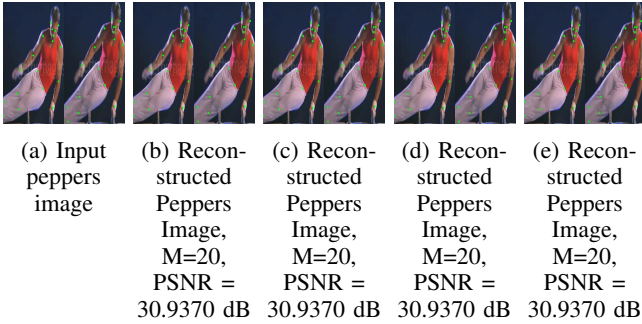 (a) Input
peppers
image
(b) Recon-
structed
Peppers
Image,
M=20,
PSNR =
30.9370 dB
(c) Recon-
structed
Peppers
Image,
M=20,
PSNR =
30.9370 dB
(d) Recon-
structed
Peppers
Image,
M=20,
PSNR =
30.9370 dB
(e) Recon-
structed
Peppers
Image,
M=20,
PSNR =
30.9370 dB